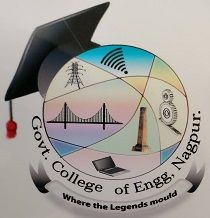 Govt. College of Engg, Nagpur.
Where the Legends mould